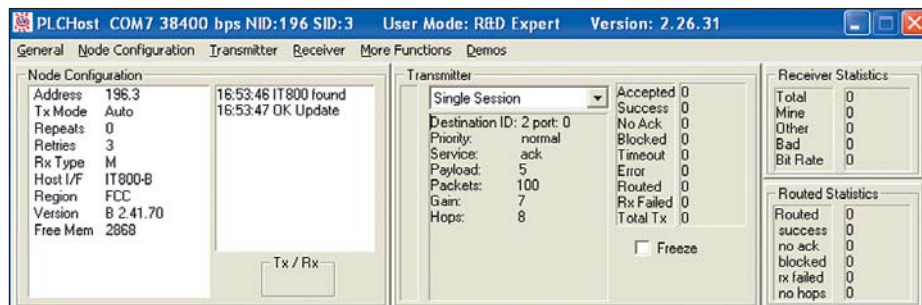 PLCHost COM7 38400 bps NID:196 SID:3 User Mode: R&D Expert Version: 2.26.31
General Node Configuration Transmitter Receiver More Functions Demos
Node Configuration
Address 196.3
Tx Mode Auto
Repeats 0
Retries 3
Rx Type M
Host I/F IT800-B
Region FCC
Version B 2.41.70
Free Mem 2868
16:53:46 IT800 found
16:53:47 OK Update
Tx / Rx
Transmitter
Single Session
Destination ID: 2 port: 0
Priority: normal
Service: ack
Payload: 5
Packets: 100
Gain: 7
Hops: 8
Accepted 0
Success 0
No Ack 0
Blocked 0
Timeout 0
Error 0
Routed 0
Rx Failed 0
Total Tx 0
Freeze
Receiver Statistics
Total 0
Mine 0
Other 0
Bad 0
Bit Rate 0
Routed Statistics
Routed 0
success 0
no ack 0
blocked 0
rx failed 0
no hops 0